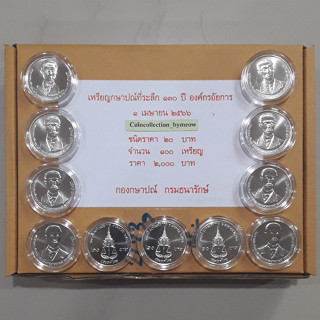 เหรียญกษาปณ์ที่ระลึก ๑๓๐ ปี องค์กรอัยการ
๑ เมษายน ๒๕๖๖
Coincollection_bymeow
ชนิดราคา ๒๐ บาท
จำนวน ๑๐๐ เหรียญ
ราคา ๒,๐๐๐ บาท
กองกษาปณ์ กรมธนารักษ์